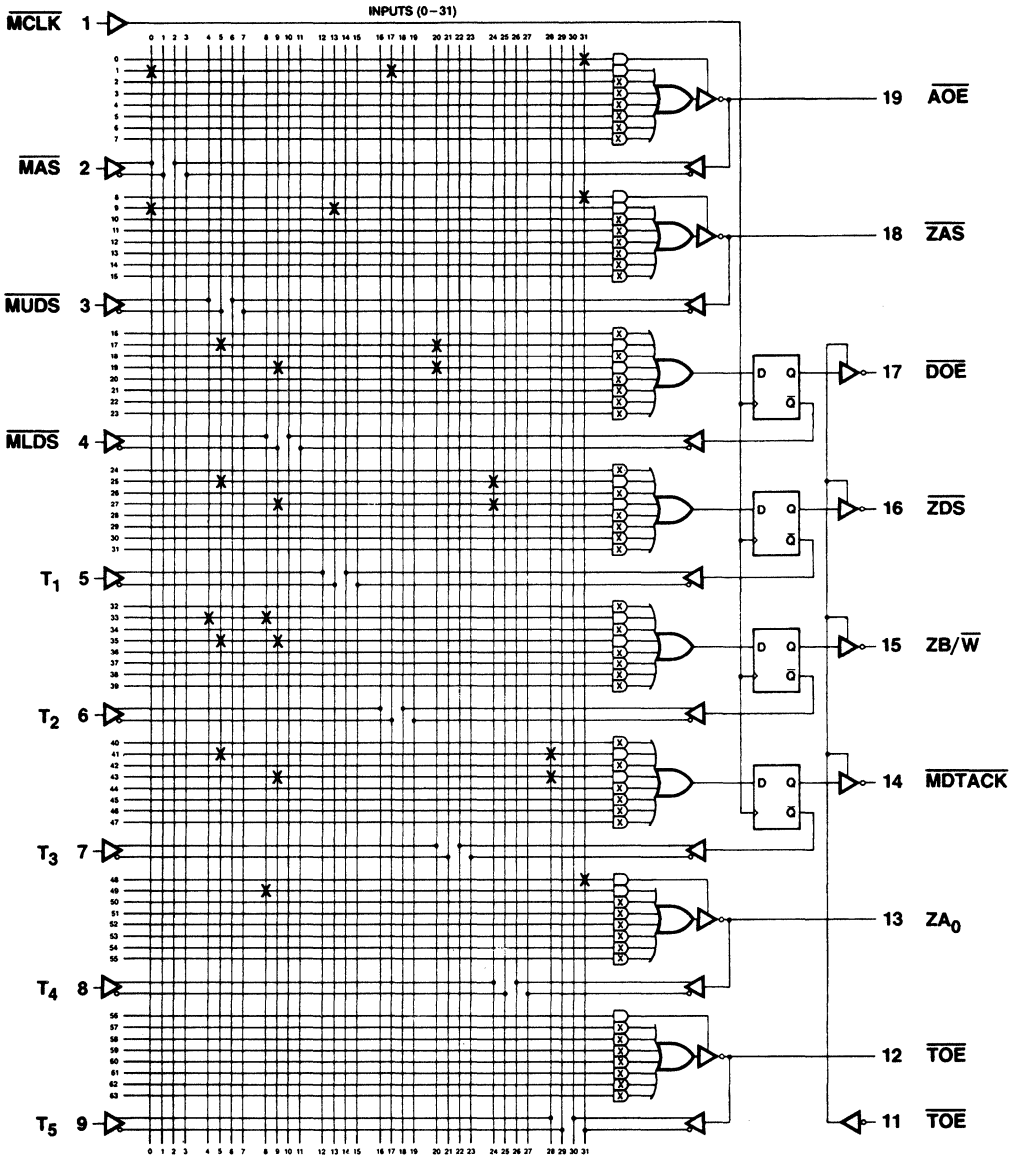 INPUTS (0–31)
MCLK 1
0 1 2 3 4 5 6 7 8 9 10 11 12 13 14 15 16 17 18 19 20 21 22 23 24 25 26 27 28 29 30 31
0
1
2
3
4
5
6
7
19 AOE
MAS 2
8
9
10
11
12
13
14
15
18 ZAS
MUDS 3
16
17
18
19
20
21
22
23
D Q
Q
17 DOE
MLDS 4
24
25
26
27
28
29
30
31
D Q
Q
16 ZDS
T1 5
32
33
34
35
36
37
38
39
D Q
Q
15 ZB/W
T2 6
40
41
42
43
44
45
46
47
D Q
Q
14 MDTACK
T3 7
48
49
50
51
52
53
54
55
13 ZA0
T4 8
56
57
58
59
60
61
62
63
12 TOE
T5 9
11 TOE
0 1 2 3 4 5 6 7 8 9 10 11 12 13 14 15 16 17 18 19 20 21 22 23 24 25 26 27 28 29 30 31